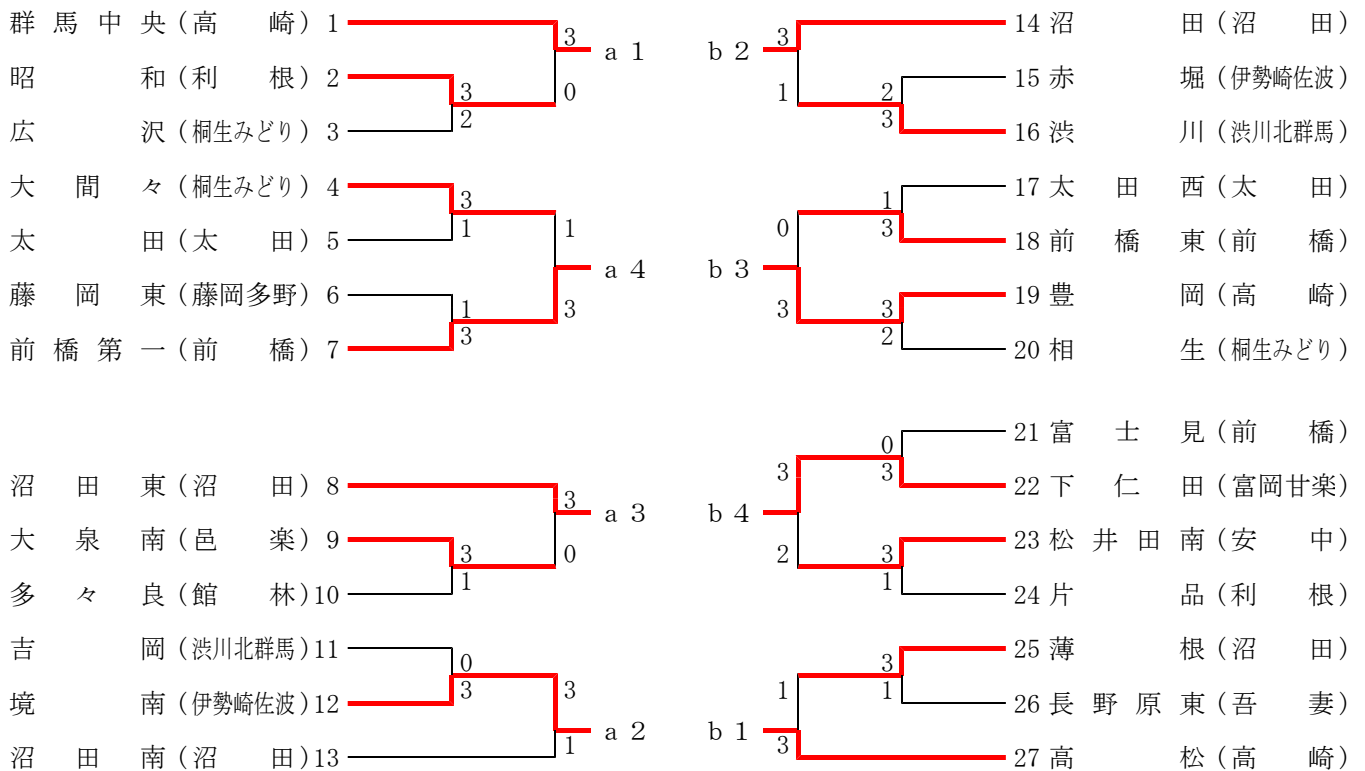 群馬中央(高崎)1
3
a 1
昭和(利根)2
3
0
2
広沢(桐生みどり)3
大間々(桐生みどり)4
3
1
1
太田(太田)5
a 4
藤岡東(藤岡多野)6
1
3
3
前橋第一(前橋)7
沼田東(沼田)8
3
a 3
大泉南(邑楽)9
3
0
1
多々良(館林)10
吉岡(渋川北群馬)11
0
3
3
境南(伊勢崎佐波)12
a 2
1
沼田南(沼田)13
14 沼田(沼田)
3
b 2
15 赤堀(伊勢崎佐波)
1
2
3
16 渋川(渋川北群馬)
17 太田西(太田)
1
0
3
18 前橋東(前橋)
b 3
19 豊岡(高崎)
3
3
2
20 相生(桐生みどり)
21 富士見(前橋)
0
3
3
22 下仁田(富岡甘楽)
b 4
23 松井田南(安中)
2
3
1
24 片品(利根)
25 薄根(沼田)
3
1
1
26 長野原東(吾妻)
b 1
3
27 高松(高崎)